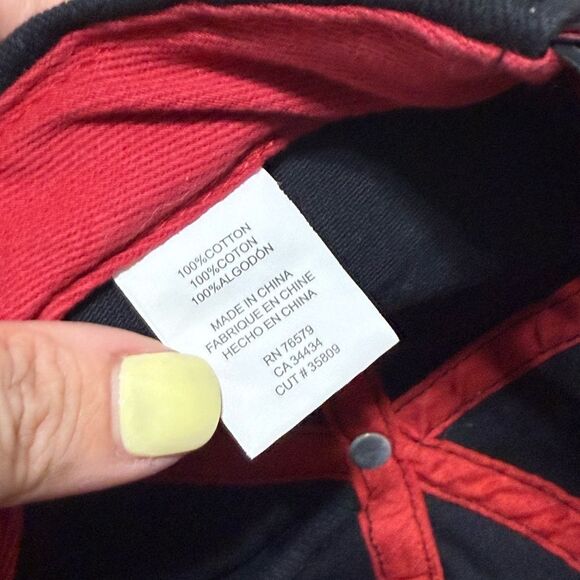 100%COTTON
100%COTON
100%ALGODÓN
MADE IN CHINA
FABRIQUE EN CHINE
HECHO EN CHINA
RN 76579
CA 34434
CUT # 35809